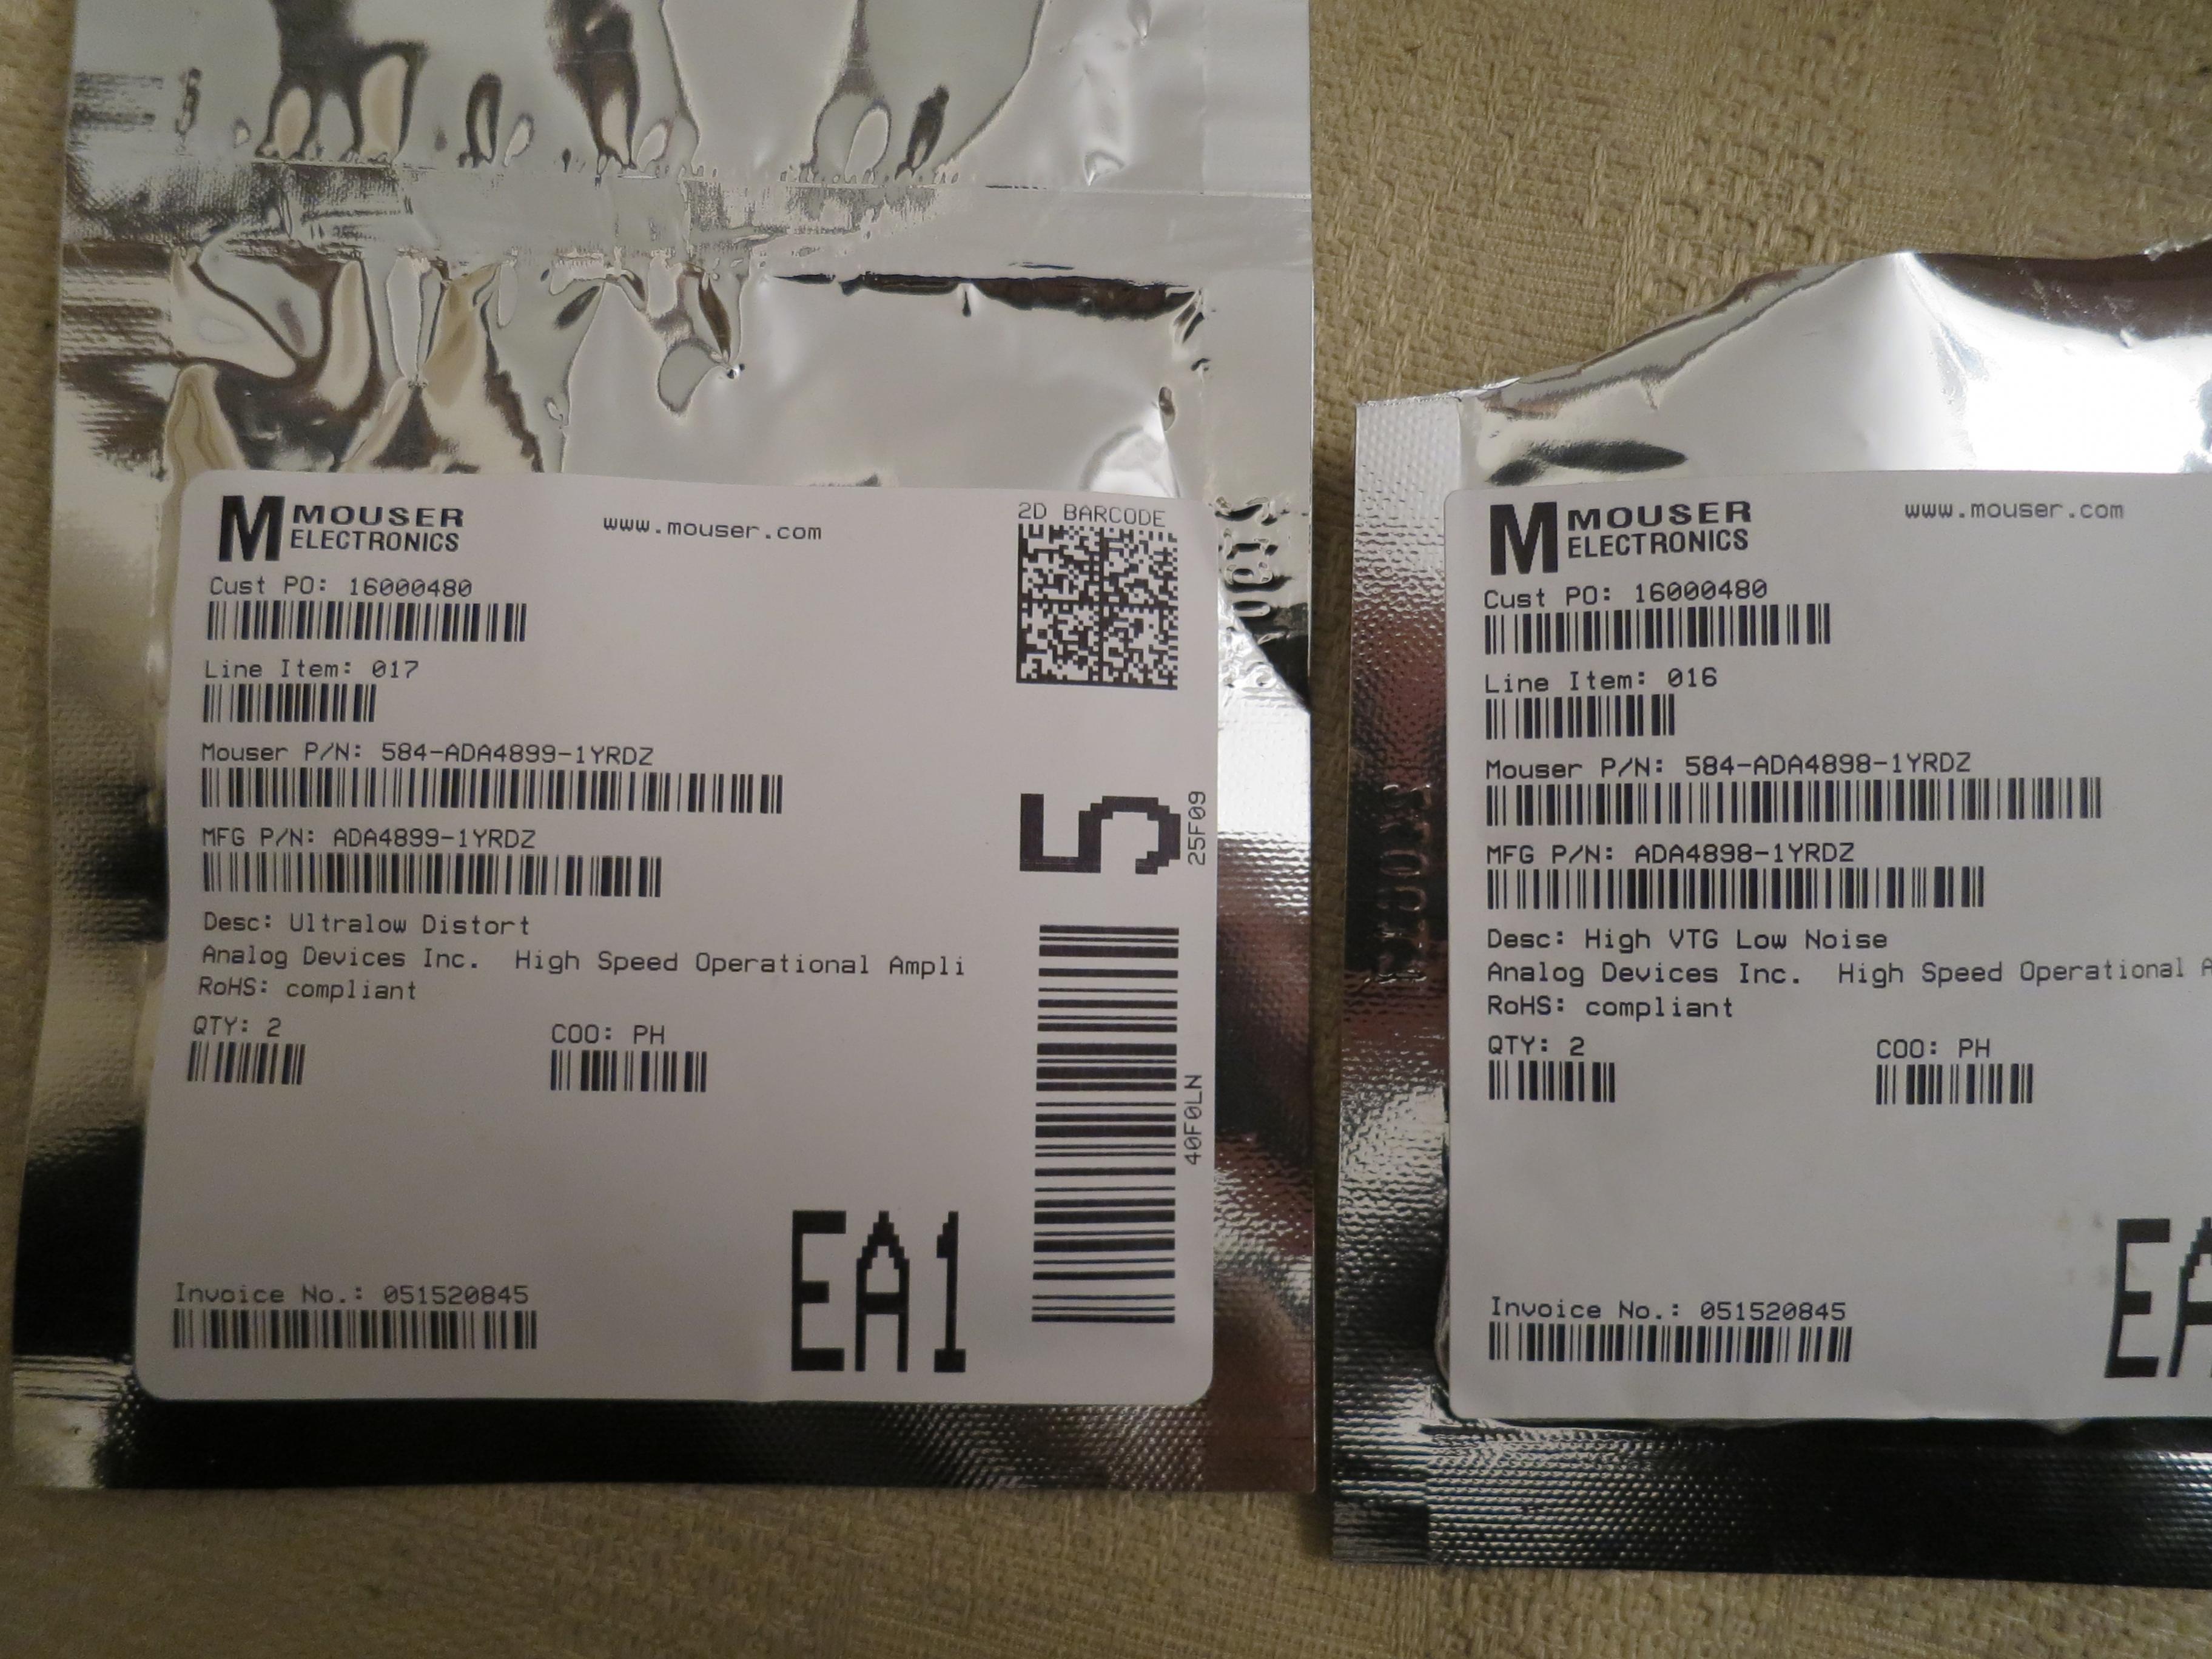 MOUSER
ELECTRONICS
www.mouser.com
2D BARCODE
Cust PO: 16000480
Line Item: 017
Mouser P/N: 584-ADA4899-1YRDZ
MFG P/N: ADA4899-1YRDZ
Desc: Ultralow Distort
Analog Devices Inc. High Speed Operational Ampli
RoHS: compliant
QTY: 2 COO: PH
Invoice No.: 051520845
EA1
5
25F09
40F0LN
MOUSER
ELECTRONICS
www.mouser.com
Cust PO: 16000480
Line Item: 016
Mouser P/N: 584-ADA4898-1YRDZ
MFG P/N: ADA4898-1YRDZ
Desc: High VTG Low Noise
Analog Devices Inc. High Speed Operational A
RoHS: compliant
QTY: 2 COO: PH
Invoice No.: 051520845
EA